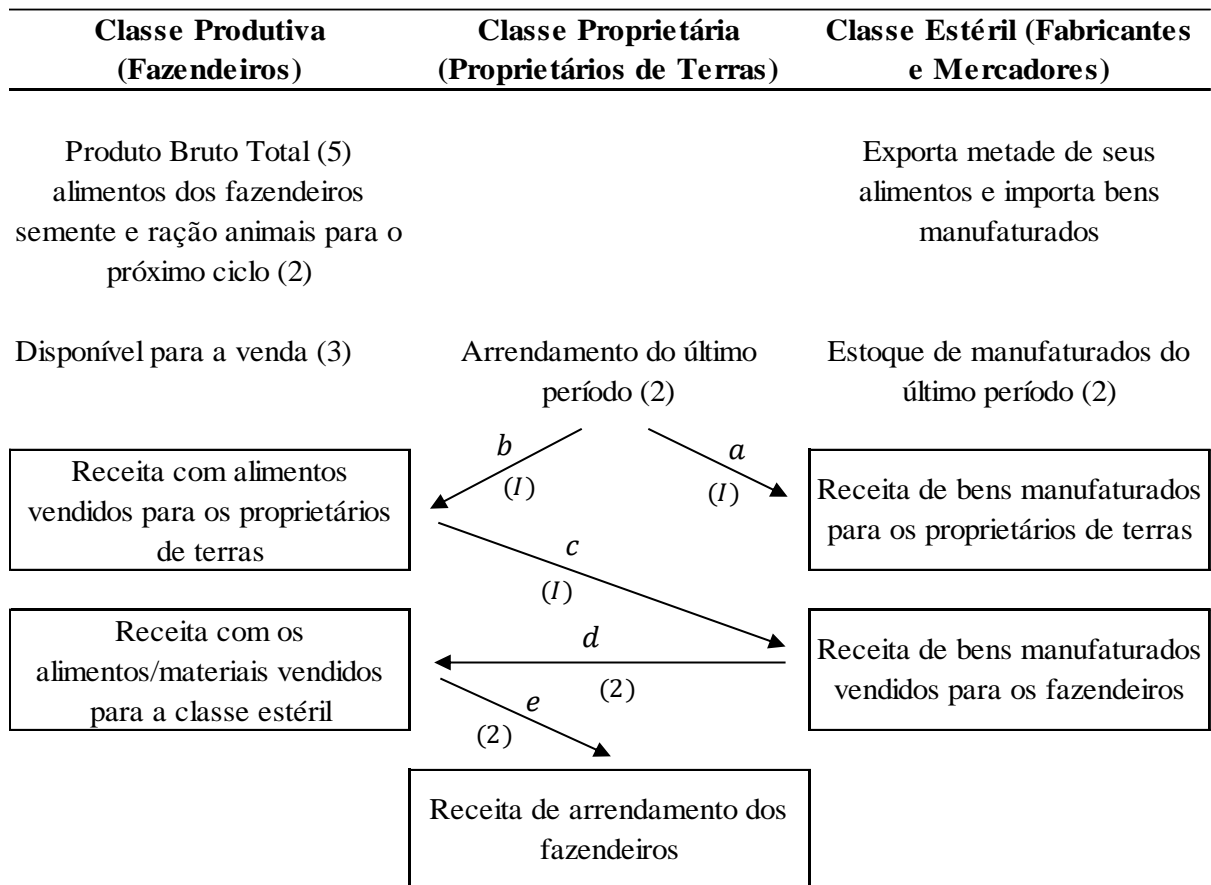 Classe Produtiva
(Fazendeiros)
Classe Proprietária
(Proprietários de Terras)
Classe Estéril (Fabricantes
e Mercadores)
Produto Bruto Total (5)
alimentos dos fazendeiros
semente e ração animais para o
próximo ciclo (2)
Exporta metade de seus
alimentos e importa bens
manufaturados
Disponível para a venda (3)
Arrendamento do último
período (2)
Estoque de manufaturados do
último período (2)
b
(I)
a
(I)
Receita com alimentos
vendidos para os proprietários
de terras
Receita de bens manufaturados
para os proprietários de terras
c
(I)
Receita com os
alimentos/materiais vendidos
para a classe estéril
d
(2)
Receita de bens manufaturados
vendidos para os fazendeiros
e
(2)
Receita de arrendamento dos
fazendeiros